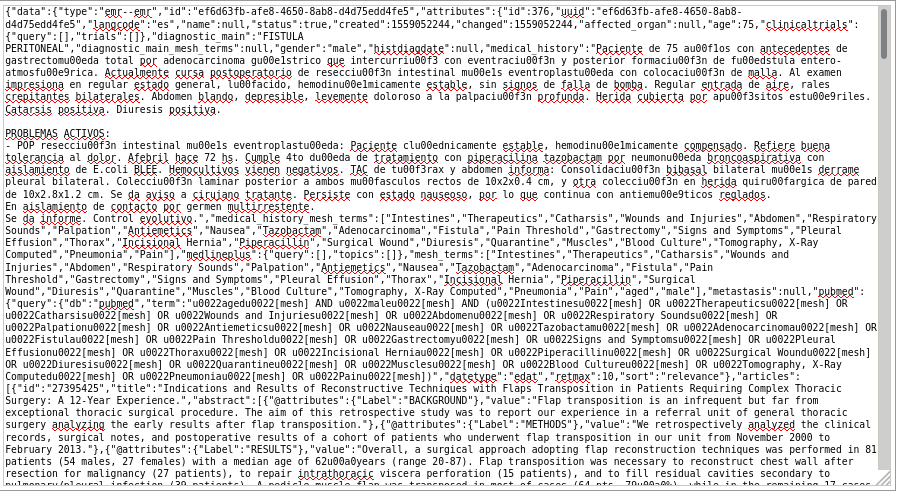 {"data":{"type":"emr--emr","id":"ef6d63fb-afe8-4650-8ab8-d4d75edd4fe5","attributes":{"id":376,"uuid":"ef6d63fb-afe8-4650-8ab8-
d4d75edd4fe5","langcode":"es","name":null,"status":true,"created":1559052244,"changed":1559052244,"affected_organ":null,"age":75,"clinicaltrials":
{"query":[],"trials":[]},"diagnostic_main":"FISTULA
PERITONEAL","diagnostic_main_mesh_terms":null,"gender":"male","histdiagdate":null,"medical_history":"Paciente de 75 au00f1os con antecedentes de
gastrectomu00eda total por adenocarcinoma gu00e1strico que intercurriu00f3 con eventraciu00f3n y posterior formaciu00f3n de fu00edstula entero-
atmosfu00e9rica. Actualmente cursa postoperatorio de resecciu00f3n intestinal mu00e1s eventroplastu00eda con colocaciu00f3n de malla. Al examen
impresiona en regular estado general, lu00facido, hemodinu00e1micamente estable, sin signos de falla de bomba. Regular entrada de aire, rales
crepitantes bilaterales. Abdomen blando, depresible, levemente doloroso a la palpaciu00f3n profunda. Herida cubierta por apu00f3sitos estu00e9riles.
Catarsis positiva. Diuresis positiva.
PROBLEMAS ACTIVOS:
- POP resecciu00f3n intestinal mu00e1s eventroplastu00eda: Paciente clu00ednicamente estable, hemodinu00e1micamente compensado. Refiere buena
tolerancia al dolor. Afebril hace 72 hs. Cumple 4to du00eda de tratamiento con piperacilina tazobactam por neumonu00eda broncoaspirativa con
aislamiento de E.coli BLEE. Hemocultivos vienen negativos. TAC de tu00f3rax y abdomen informa: Consolidaciu00f3n bibasal bilateral mu00e1s derrame
pleural bilateral. Colecciu00f3n laminar posterior a ambos mu00fasculos rectos de 10x2x0.4 cm, y otra colecciu00f3n en herida quiru00fargica de pared
de 10x2.8x1.2 cm. Se da aviso a cirujano tratante. Persiste con estado nauseoso, por lo que continua con antiemu00e9ticos reglados.
En aislamiento de contacto por germen multirrestente.
Se da informe. Control evolutivo.","medical_history_mesh_terms":["Intestines","Therapeutics","Catharsis","Wounds and Injuries","Abdomen","Respiratory
Sounds","Palpation","Antiemetics","Nausea","Tazobactam","Adenocarcinoma","Fistula","Pain Threshold","Gastrectomy","Signs and Symptoms","Pleural
Effusion","Thorax","Incisional Hernia","Piperacillin","Surgical Wound","Diuresis","Quarantine","Muscles","Blood Culture","Tomography, X-Ray
Computed","Pneumonia","Pain"],"medlineplus":{"query":[],"topics":[]},"mesh_terms":["Intestines","Therapeutics","Catharsis","Wounds and
Injuries","Abdomen","Respiratory Sounds","Palpation","Antiemetics","Nausea","Tazobactam","Adenocarcinoma","Fistula","Pain
Threshold","Gastrectomy","Signs and Symptoms","Pleural Effusion","Thorax","Incisional Hernia","Piperacillin","Surgical
Wound","Diuresis","Quarantine","Muscles","Blood Culture","Tomography, X-Ray Computed","Pneumonia","Pain","aged","male"],"metastasis":null,"pubmed":
{"query":{"db":"pubmed","term":"u0022agedu0022[mesh] AND u0022maleu0022[mesh] AND (u0022Intestinesu0022[mesh] OR u0022Therapeuticsu0022[mesh] OR
u0022Catharsisu0022[mesh] OR u0022Wounds and Injuriesu0022[mesh] OR u0022Abdomenu0022[mesh] OR u0022Respiratory Soundsu0022[mesh] OR
u0022Palpationu0022[mesh] OR u0022Antiemeticsu0022[mesh] OR u0022Nauseau0022[mesh] OR u0022Tazobactamu0022[mesh] OR u0022Adenocarcinomau0022[mesh] OR
u0022Fistulau0022[mesh] OR u0022Pain Thresholdu0022[mesh] OR u0022Gastrectomyu0022[mesh] OR u0022Signs and Symptomsu0022[mesh] OR u0022Pleural
Effusionu0022[mesh] OR u0022Thoraxu0022[mesh] OR u0022Incisional Herniau0022[mesh] OR u0022Piperacillinu0022[mesh] OR u0022Surgical Woundu0022[mesh] OR
u0022Diuresisu0022[mesh] OR u0022Quarantineu0022[mesh] OR u0022Musclesu0022[mesh] OR u0022Blood Cultureu0022[mesh] OR u0022Tomography, X-Ray
Computedu0022[mesh] OR u0022Pneumoniau0022[mesh] OR u0022Painu0022[mesh])","datetype":"edat","retmax":10,"sort":"relevance"},"articles":
[{"id":"27395425","title":"Indications and Results of Reconstructive Techniques with Flaps Transposition in Patients Requiring Complex Thoracic
Surgery: A 12-Year Experience.","abstract":[{"@attributes":{"Label":"BACKGROUND"},"value":"Flap transposition is an infrequent but far from
exceptional thoracic surgical procedure. The aim of this retrospective study was to report our experience in a referral unit of general thoracic
surgery analyzing the early results after flap transposition."},{"@attributes":{"Label":"METHODS"},"value":"We retrospectively analyzed the clinical
records, surgical notes, and postoperative results of a cohort of patients who underwent flap transposition in our unit from November 2000 to
February 2013."},{"@attributes":{"Label":"RESULTS"},"value":"Overall, a surgical approach adopting flap reconstruction techniques was performed in 81
patients (54 males, 27 females) with a median age of 62u00a0years (range 20-87). Flap transposition was necessary to reconstruct chest wall after
resection for malignancy (27 patients), to repair intrathoracic viscera perforation (15 patients), and to fill residual cavities secondary to